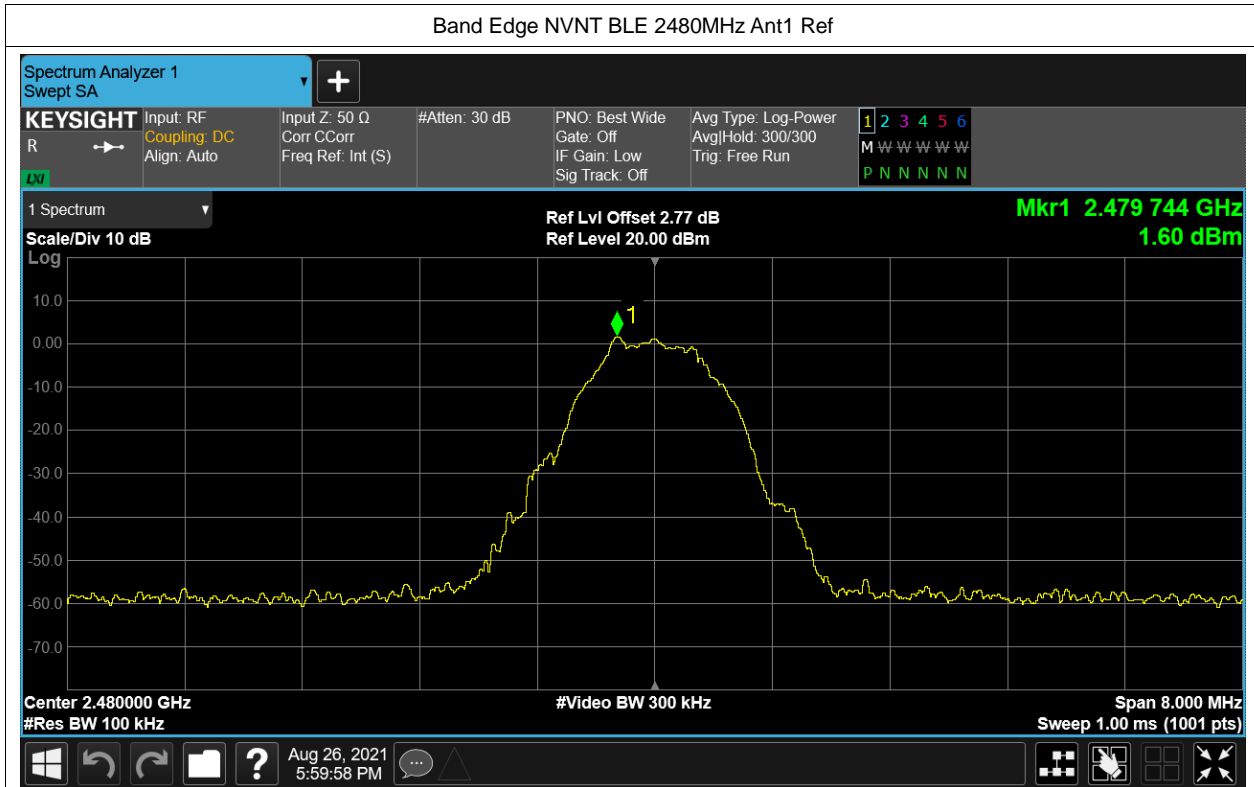 Band Edge NVNT BLE 2480MHz Ant1 Ref
Spectrum Analyzer 1
Swept SA
KEYSIGHT
R
LXI
Input: RF
Coupling: DC
Align: Auto
Input Z: 50 Ω
Corr CCorr
Freq Ref: Int (S)
#Atten: 30 dB
PNO: Best Wide
Gate: Off
IF Gain: Low
Sig Track: Off
Avg Type: Log-Power
Avg|Hold: 300/300
Trig: Free Run
1 2 3 4 5 6
M W W W W W
P N N N N N
1 Spectrum
Scale/Div 10 dB
Ref Lvl Offset 2.77 dB
Ref Level 20.00 dBm
Mkr1 2.479 744 GHz
1.60 dBm
Log
10.0
0.00
-10.0
-20.0
-30.0
-40.0
-50.0
-60.0
-70.0
1
Center 2.480000 GHz
#Res BW 100 kHz
#Video BW 300 kHz
Span 8.000 MHz
Sweep 1.00 ms (1001 pts)
?
Aug 26, 2021
5:59:58 PM